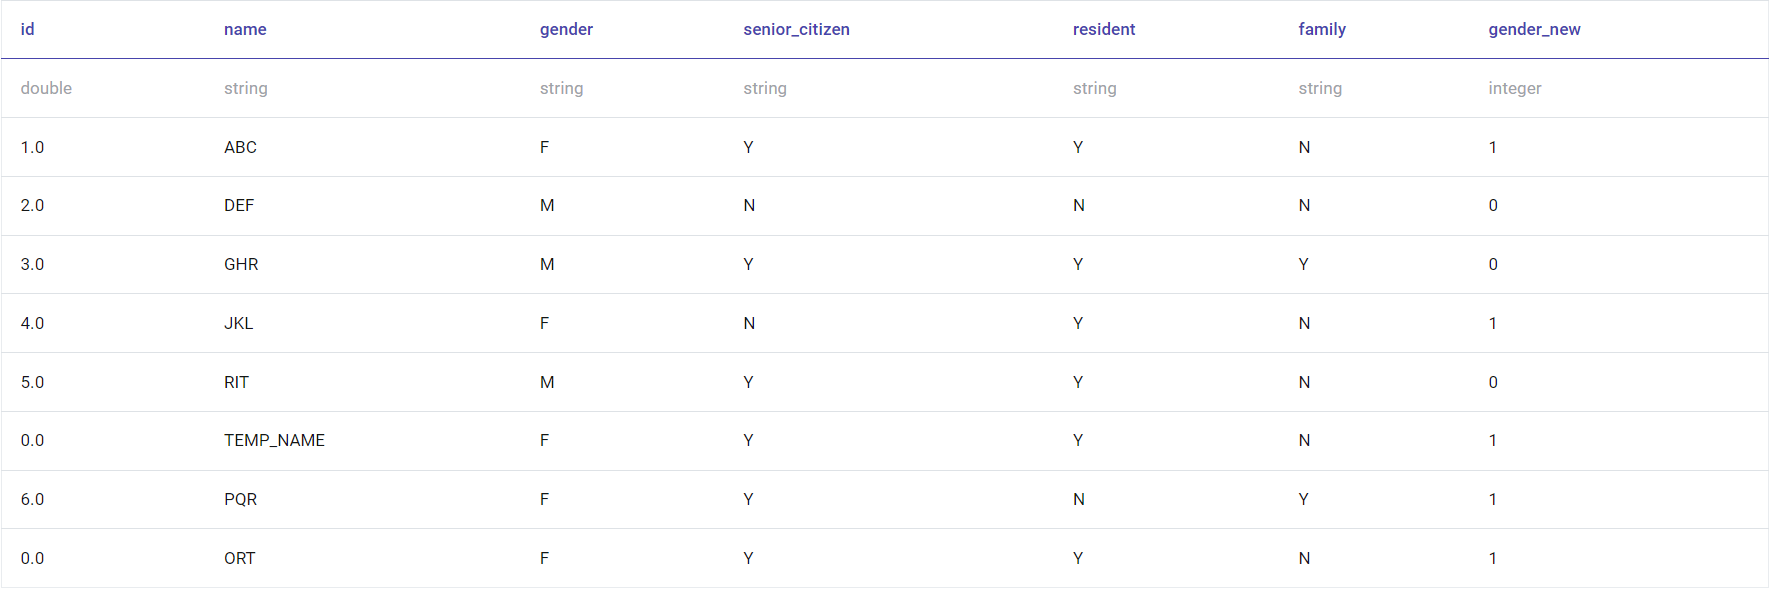 id name gender senior_citizen resident family gender_new
double string string string string string integer
1.0 ABC F Y Y N 1
2.0 DEF M N N N 0
3.0 GHR M Y Y Y 0
4.0 JKL F N Y N 1
5.0 RIT M Y Y N 0
0.0 TEMP_NAME F Y Y N 1
6.0 PQR F Y N Y 1
0.0 ORT F Y Y N 1